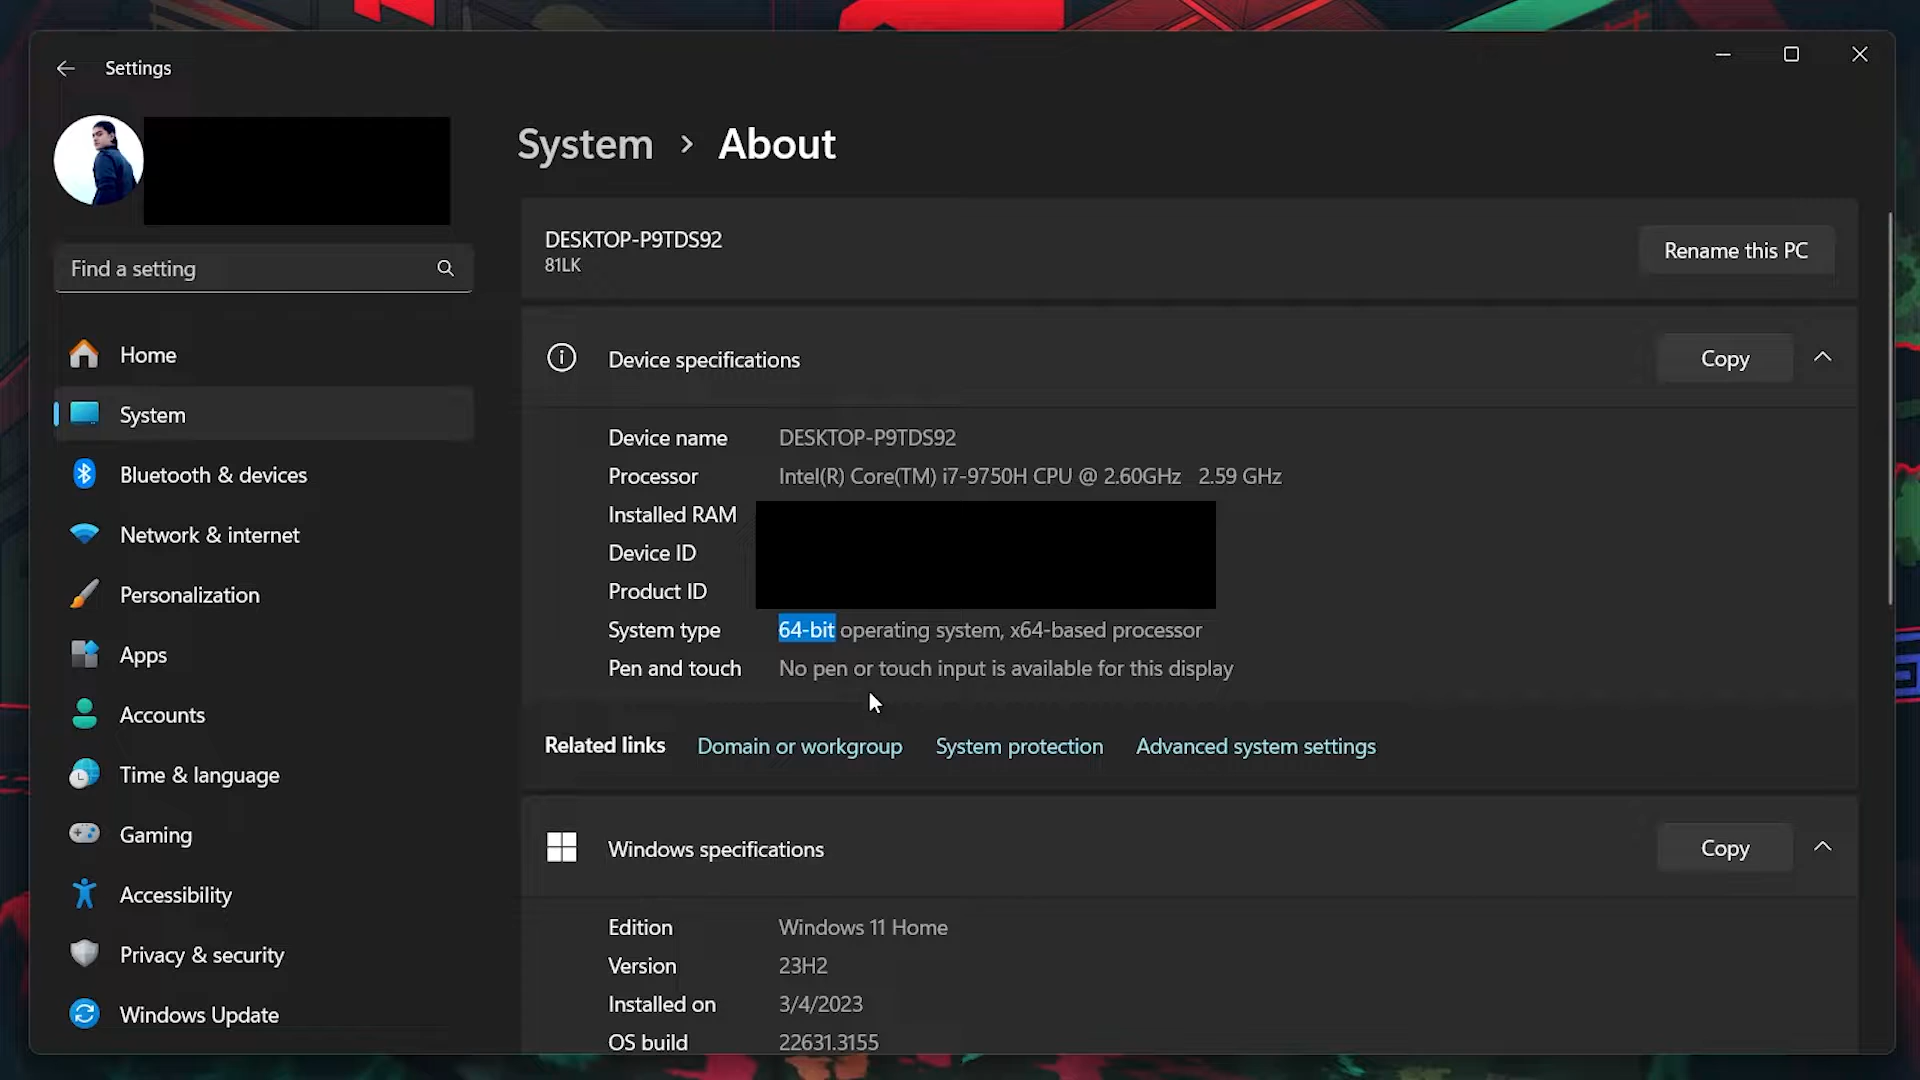 Settings
System > About
DESKTOP-P9TDS92
81LK
Rename this PC
Find a setting
Home
System
Bluetooth & devices
Network & internet
Personalization
Apps
Accounts
Time & language
Gaming
Accessibility
Privacy & security
Windows Update
Device specifications
Copy
Device name DESKTOP-P9TDS92
Processor Intel(R) Core(TM) i7-9750H CPU @ 2.60GHz 2.59 GHz
Installed RAM
Device ID
Product ID
System type 64-bit operating system, x64-based processor
Pen and touch No pen or touch input is available for this display
Related links Domain or workgroup System protection Advanced system settings
Windows specifications
Copy
Edition Windows 11 Home
Version 23H2
Installed on 3/4/2023
OS build 22631.3155